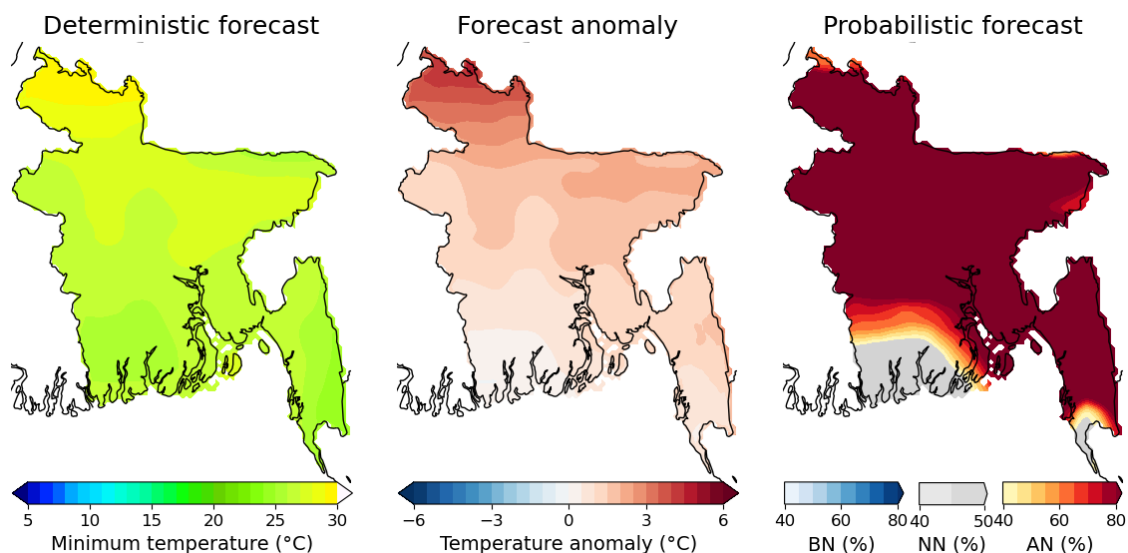 Deterministic forecast
Forecast anomaly
Probabilistic forecast
5 10 15 20 25 30
Minimum temperature (°C)
−6 −3 0 3 6
Temperature anomaly (°C)
40 60 80
BN (%)
40 50
NN (%)
40 60 80
AN (%)